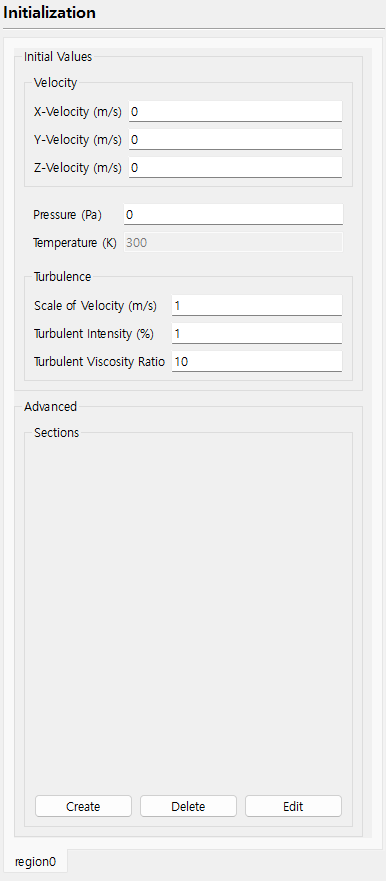 Initialization
Initial Values
Velocity
X-Velocity (m/s) 0
Y-Velocity (m/s) 0
Z-Velocity (m/s) 0
Pressure (Pa) 0
Temperature (K) 300
Turbulence
Scale of Velocity (m/s) 1
Turbulent Intensity (%) 1
Turbulent Viscosity Ratio 10
Advanced
Sections
Create Delete Edit
region0